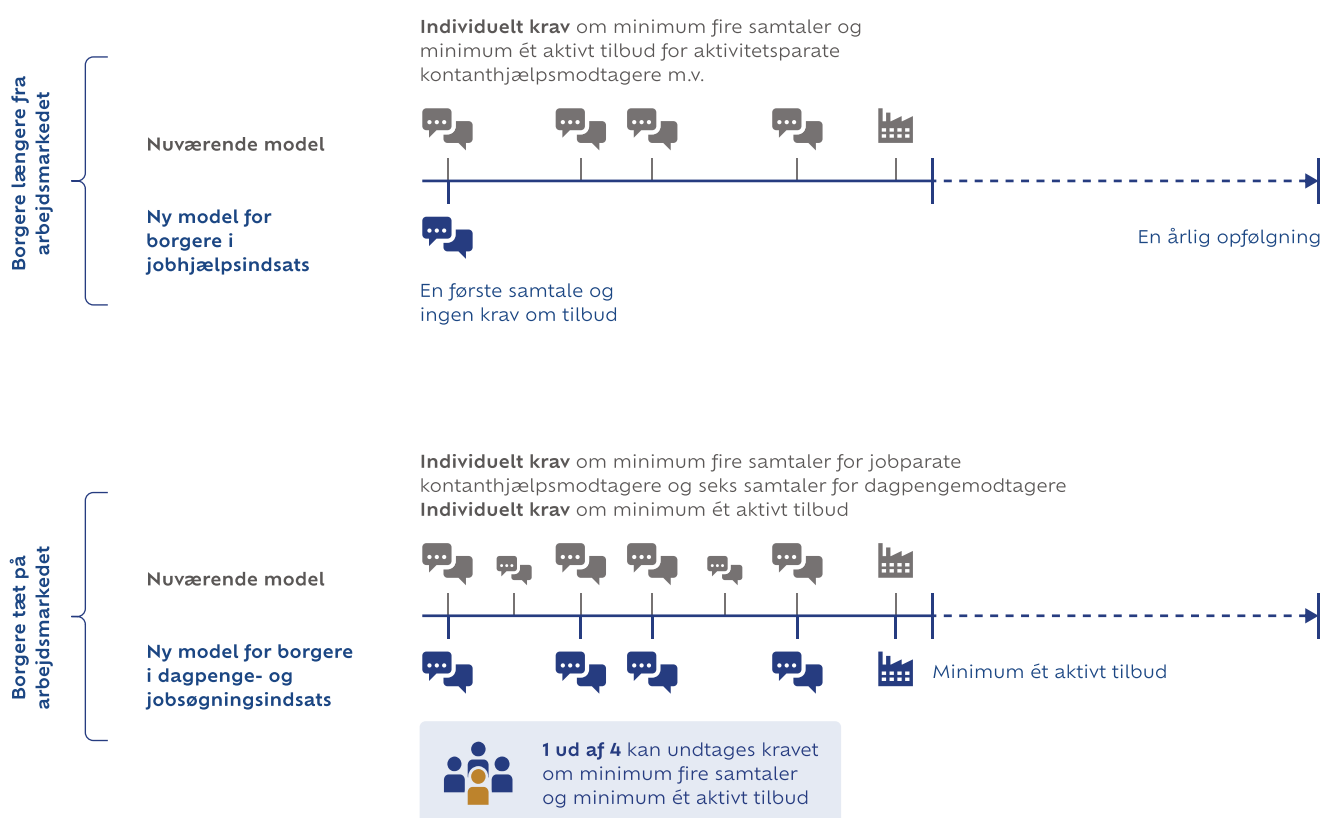 Borgere længere fra
arbejdsmarkedet
Individuelt krav om minimum fire samtaler og
minimum ét aktivt tilbud for aktivitetsparate
kontanthjælpsmodtagere m.v.
Nuværende model
Ny model for
borgere i
jobhjælpsindsats
En årlig opfølgning
En første samtale og
ingen krav om tilbud
Borgere tæt på
arbejdsmarkedet
Individuelt krav om minimum fire samtaler for jobparate
kontanthjælpsmodtagere og seks samtaler for dagpengemodtagere
Individuelt krav om minimum ét aktivt tilbud
Nuværende model
Ny model for borgere
i dagpenge- og
jobsøgningsindsats
Minimum ét aktivt tilbud
1 ud af 4 kan undtages kravet
om minimum fire samtaler
og minimum ét aktivt tilbud